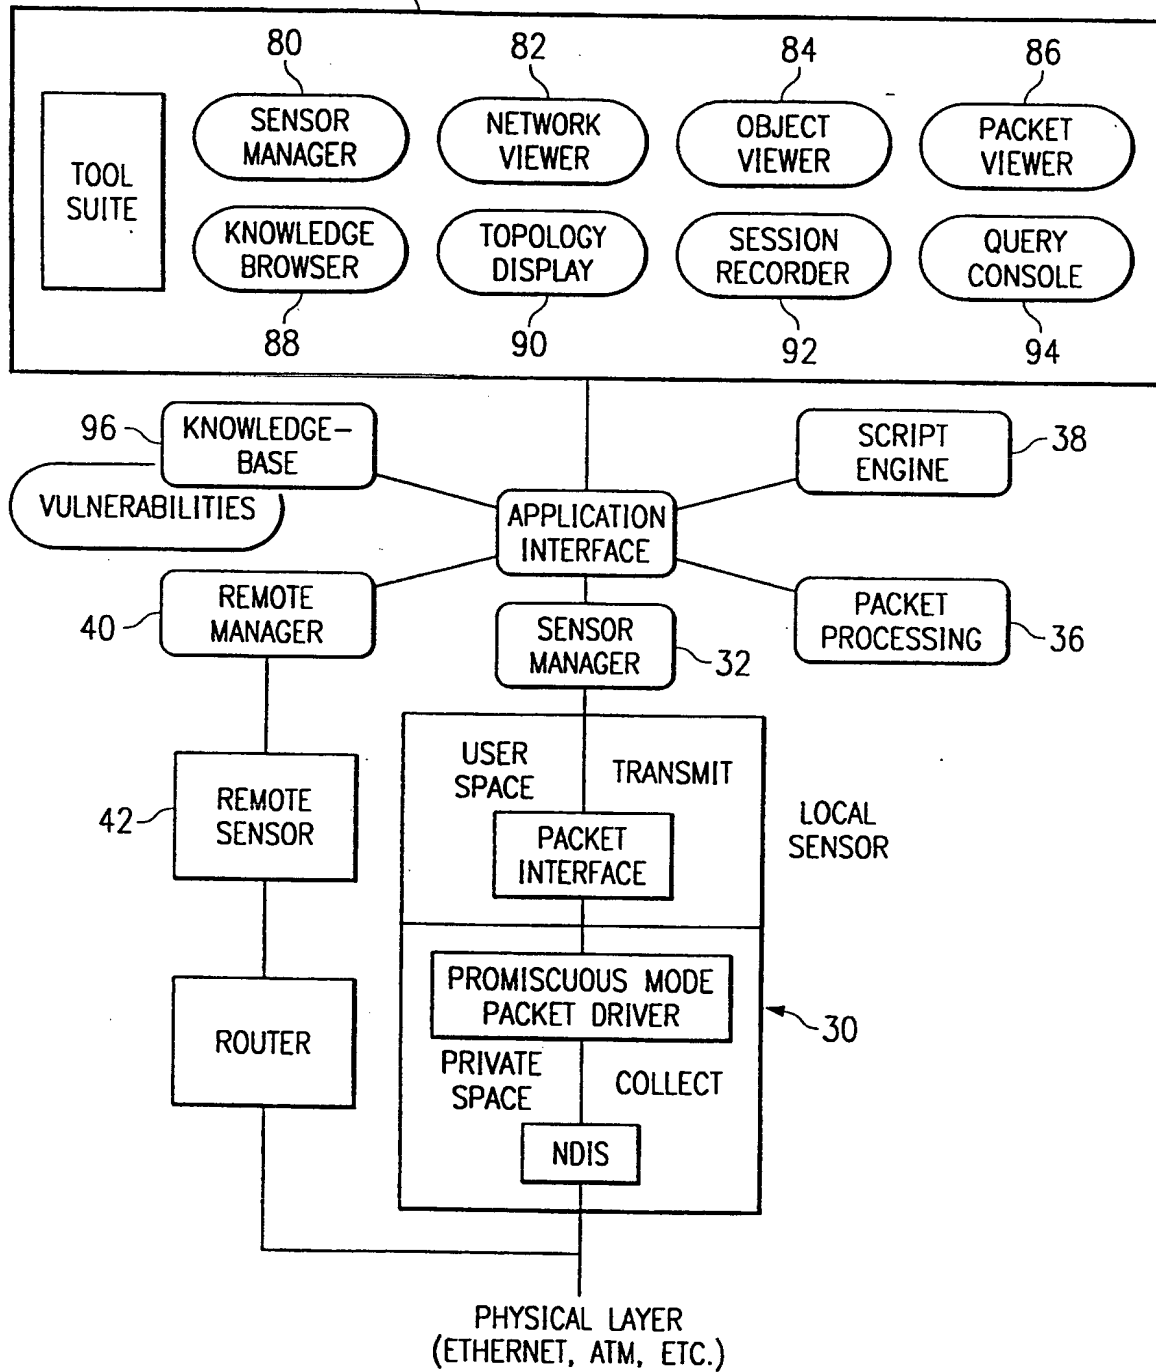 80
82
84
86
TOOL
SUITE
SENSOR
MANAGER
NETWORK
VIEWER
OBJECT
VIEWER
PACKET
VIEWER
KNOWLEDGE
BROWSER
TOPOLOGY
DISPLAY
SESSION
RECORDER
QUERY
CONSOLE
88
90
92
94
96
KNOWLEDGE-
BASE
VULNERABILITIES
SCRIPT
ENGINE
38
APPLICATION
INTERFACE
40
REMOTE
MANAGER
SENSOR
MANAGER
32
PACKET
PROCESSING
36
42
REMOTE
SENSOR
USER
SPACE
TRANSMIT
PACKET
INTERFACE
LOCAL
SENSOR
ROUTER
PROMISCUOUS MODE
PACKET DRIVER
30
PRIVATE
SPACE
COLLECT
NDIS
PHYSICAL LAYER
(ETHERNET, ATM, ETC.)